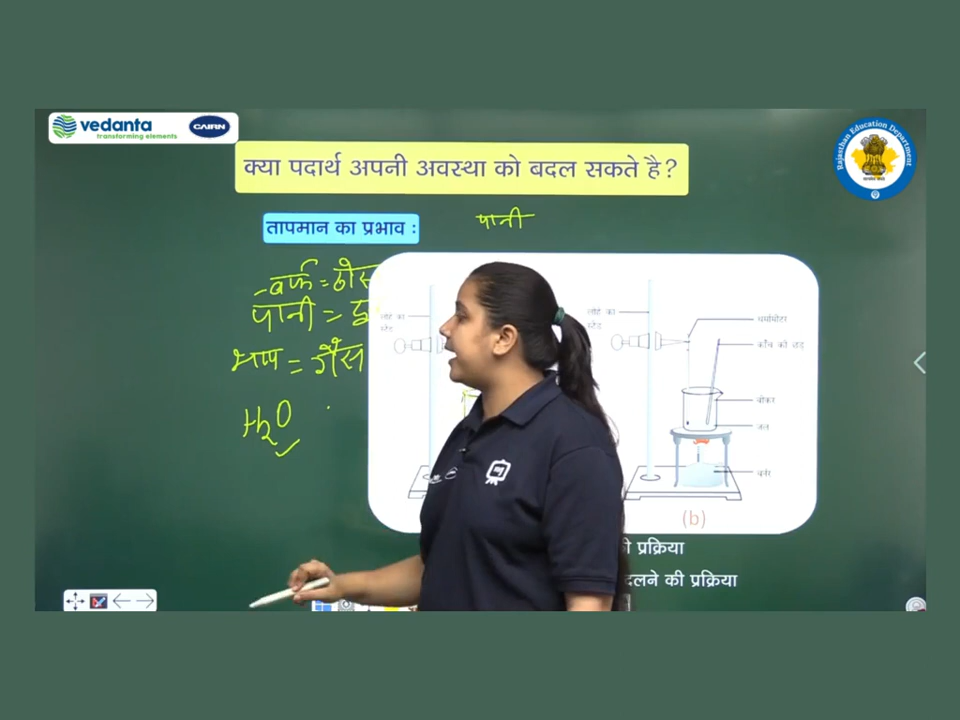 vedanta
transforming elements
CAIRN
Rajasthan Education Department
क्या पदार्थ अपनी अवस्था को बदल सकते है?
तापमान का प्रभाव :
पानी
बर्फ = ठोस
पानी =
भाप = गैस
H₂O
लोहे का
स्टैंड
लोहे का
स्टैंड
थर्मामीटर
काँच की छड़
बीकर
जल
बर्नर
(b)
प्रक्रिया
दलने की प्रक्रिया